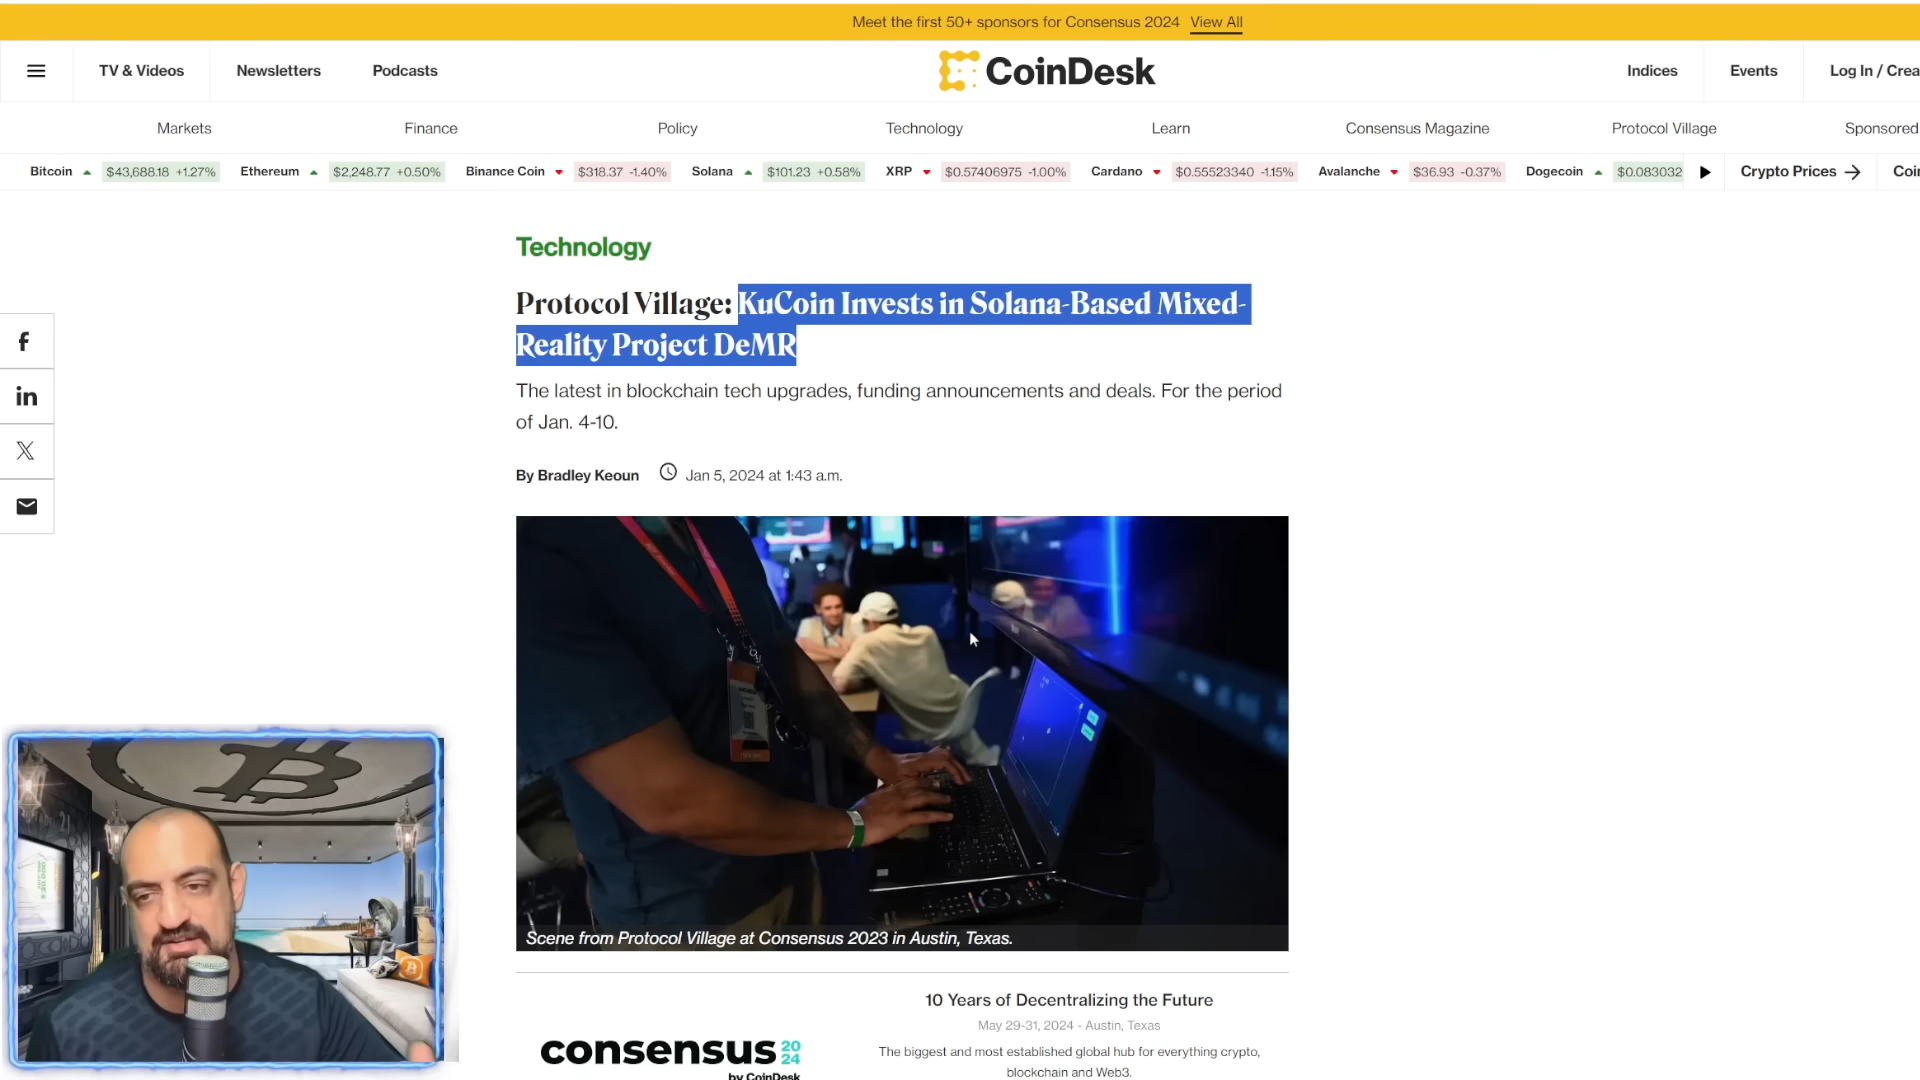 Meet the first 50+ sponsors for Consensus 2024 View All
TV & Videos Newsletters Podcasts CoinDesk Indices Events Log In / Crea
Markets Finance Policy Technology Learn Consensus Magazine Protocol Village Sponsored
Bitcoin $43,688.18 +1.27% Ethereum $2,248.77 +0.50% Binance Coin $318.37 -1.40% Solana $101.23 +0.58% XRP $0.57406975 -1.00% Cardano $0.55523340 -1.15% Avalanche $36.93 -0.37% Dogecoin $0.083032 Crypto Prices → Coin
Technology
Protocol Village: KuCoin Invests in Solana-Based Mixed-
Reality Project DeMR
The latest in blockchain tech upgrades, funding announcements and deals. For the period
of Jan. 4-10.
By Bradley Keoun Jan 5, 2024 at 1:43 a.m.
Scene from Protocol Village at Consensus 2023 in Austin, Texas.
10 Years of Decentralizing the Future
May 29-31, 2024 - Austin, Texas
consensus 2024
The biggest and most established global hub for everything crypto,
blockchain and Web3.
by CoinDesk